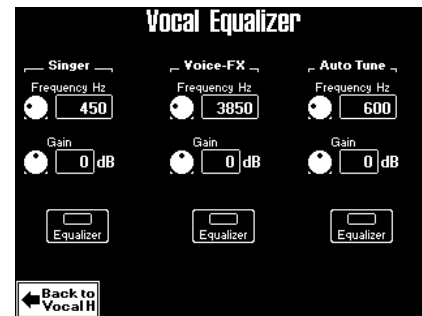 Vocal Equalizer
Singer Voice-FX Auto Tune
Frequency Hz Frequency Hz Frequency Hz
450 3850 600
Gain Gain Gain
0 dB 0 dB 0 dB
Equalizer Equalizer Equalizer
Back to
Vocal H